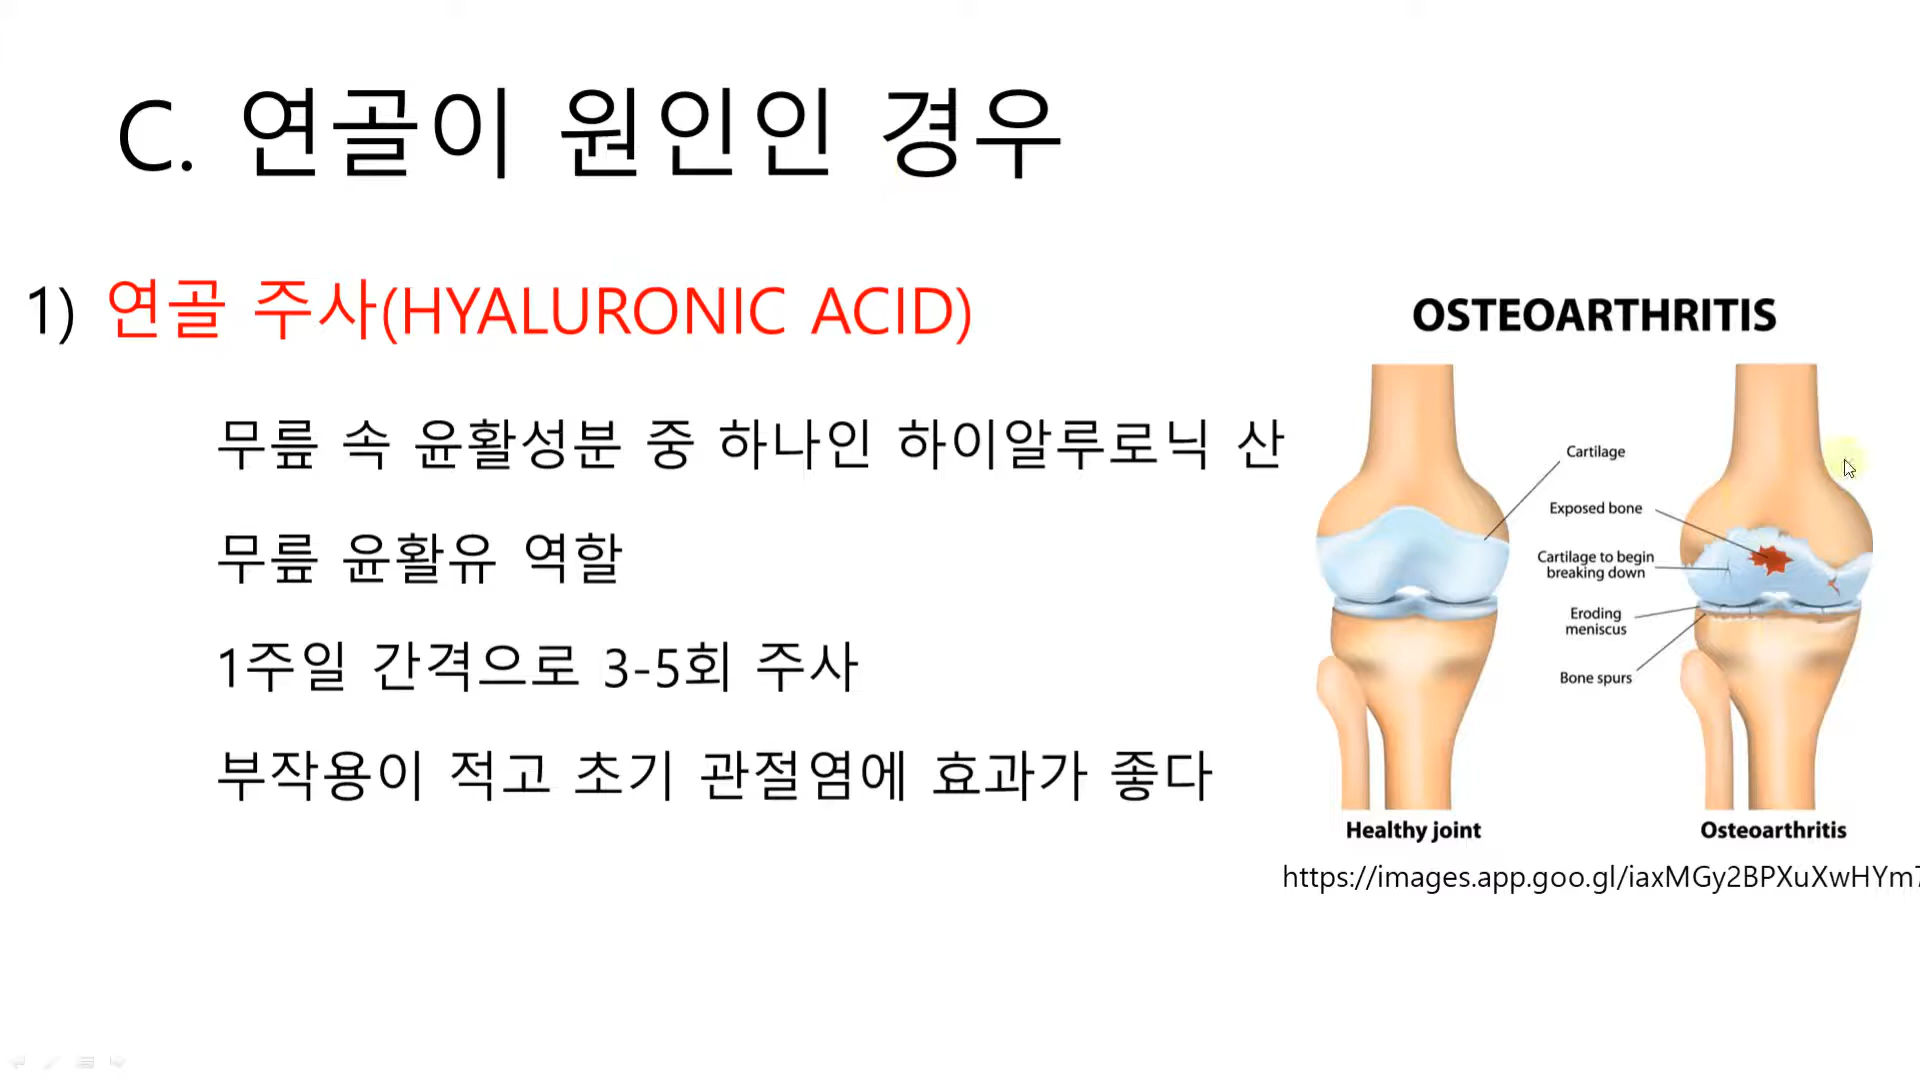 C. 연골이 원인인 경우
1) 연골 주사(HYALURONIC ACID)
무릎 속 윤활성분 중 하나인 하이알루로닉 산
무릎 윤활유 역할
1주일 간격으로 3-5회 주사
부작용이 적고 초기 관절염에 효과가 좋다
OSTEOARTHRITIS
Cartilage
Exposed bone
Cartilage to begin
breaking down
Eroding
meniscus
Bone spurs
Healthy joint
Osteoarthritis
https://images.app.goo.gl/iaxMGy2BPXuXwHYm7